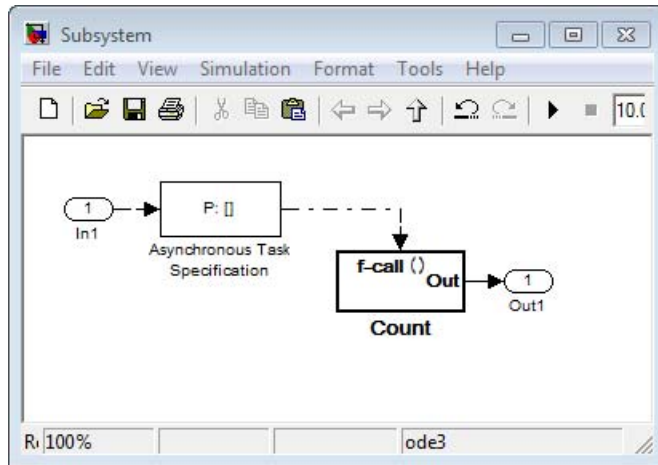 Subsystem
File Edit View Simulation Format Tools Help
10.0
1
In1
P: []
Asynchronous Task
Specification
f-call ()
Out
Count
1
Out1
100%
ode3